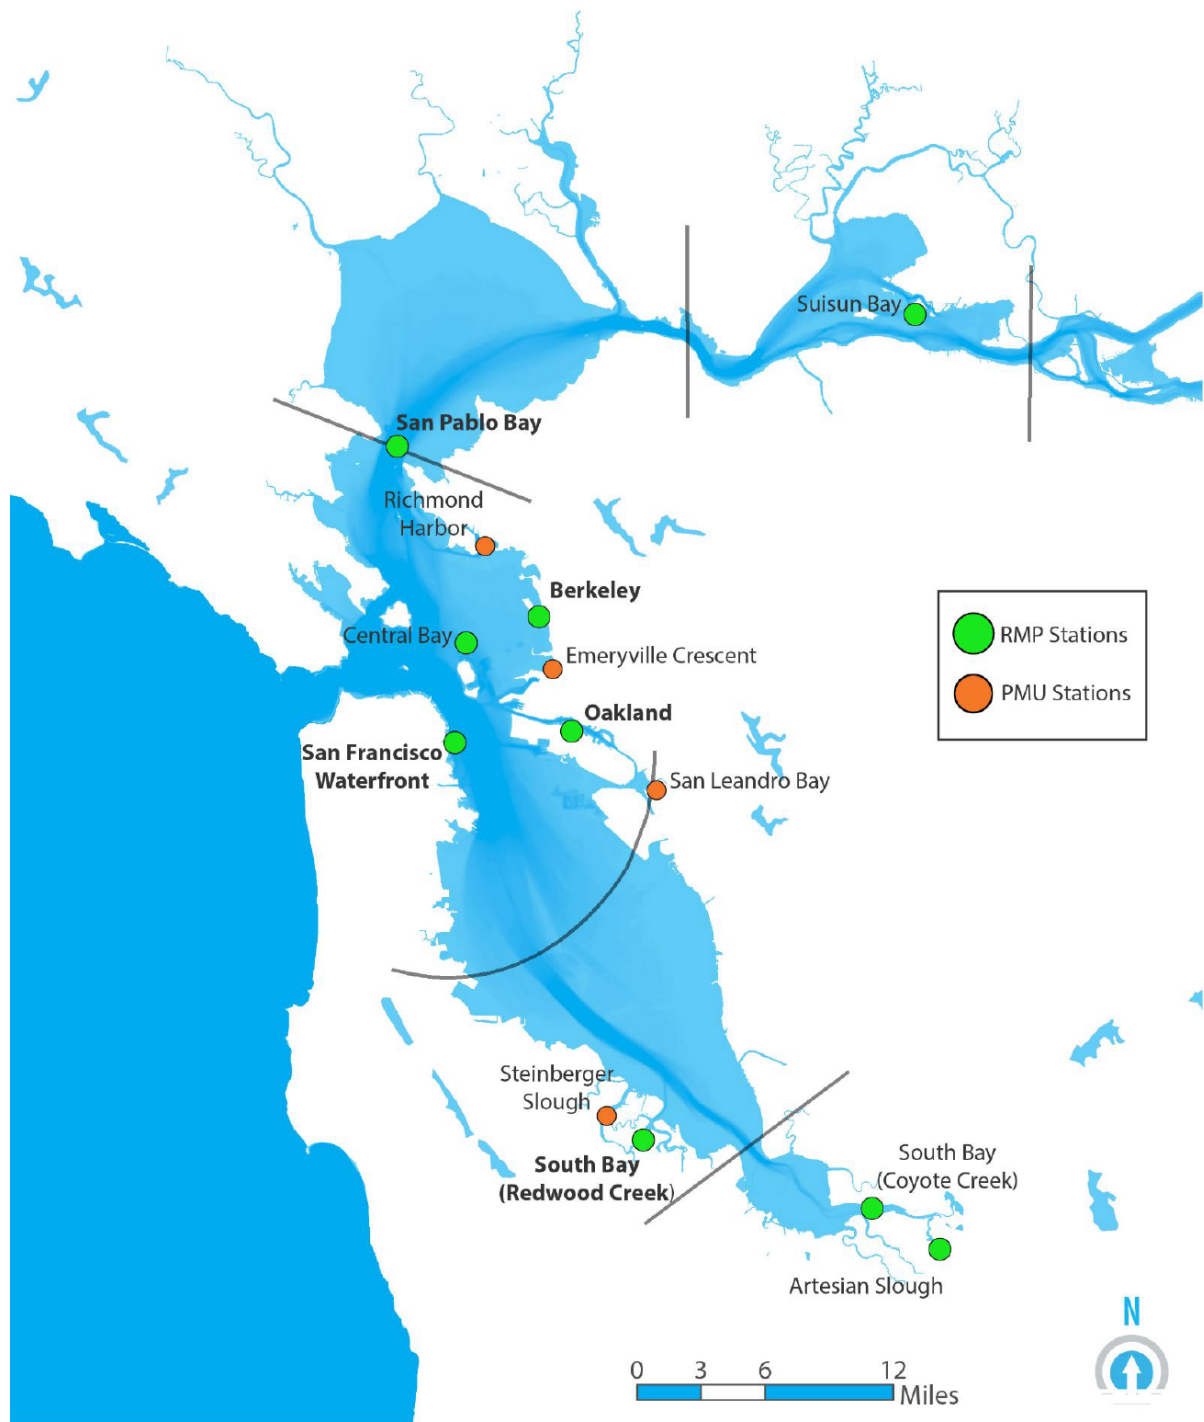 Suisun Bay
San Pablo Bay
Richmond
Harbor
Berkeley
Central Bay
Emeryville Crescent
RMP Stations
PMU Stations
Oakland
San Francisco
Waterfront
San Leandro Bay
Steinberger
Slough
South Bay
(Redwood Creek)
South Bay
(Coyote Creek)
Artesian Slough
N
0 3 6 12
Miles